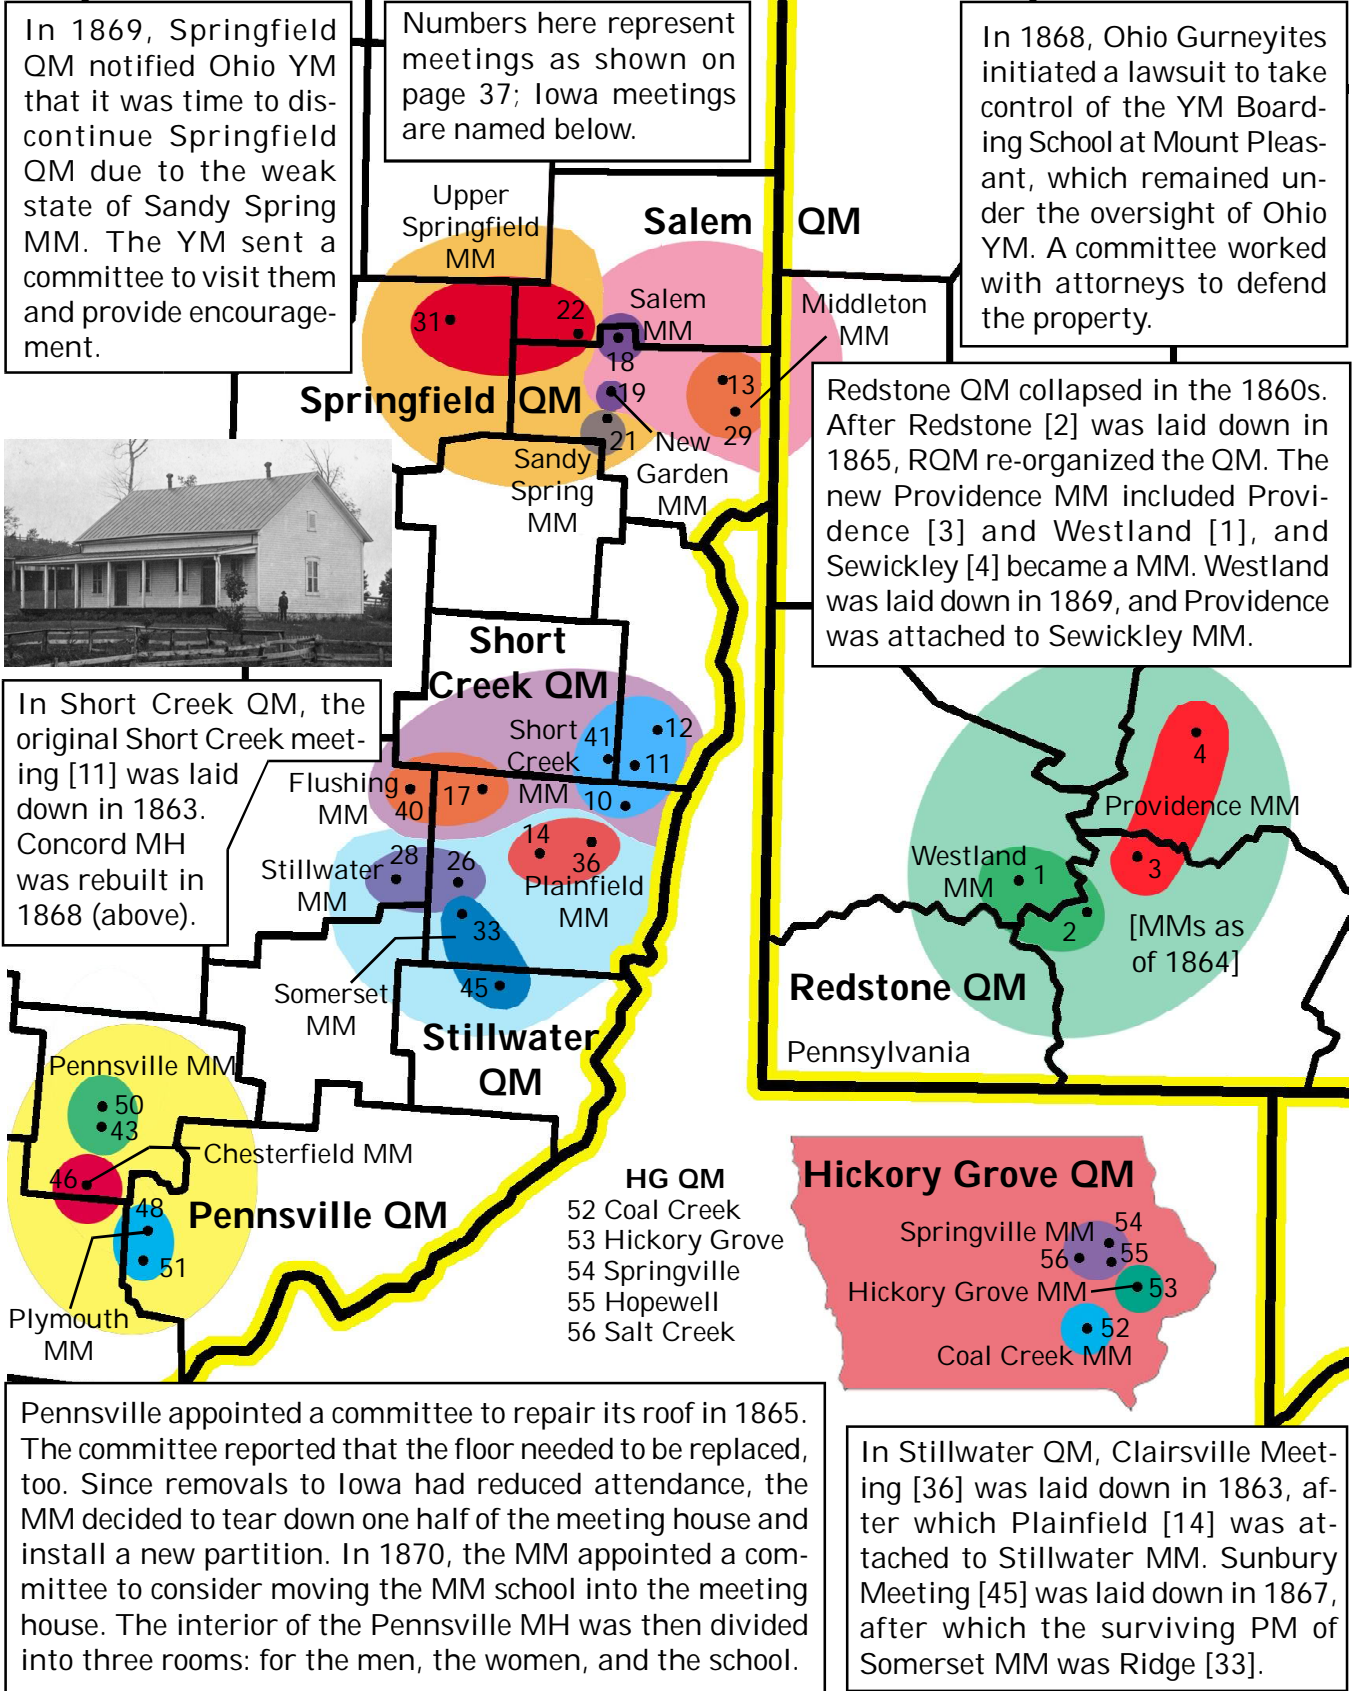 In 1869, Springfield
QM notified Ohio YM
that it was time to dis-
continue Springfield
QM due to the weak
state of Sandy Spring
MM. The YM sent a
committee to visit them
and provide encourage-
ment.
Numbers here represent
meetings as shown on
page 37; Iowa meetings
are named below.
In 1868, Ohio Gurneyites
initiated a lawsuit to take
control of the YM Board-
ing School at Mount Pleas-
ant, which remained un-
der the oversight of Ohio
YM. A committee worked
with attorneys to defend
the property.
Upper
Springfield
MM
Salem QM
Salem
MM
Middleton
MM
31
22
18
19
13
29
21
Springfield QM
New
Garden
MM
Sandy
Spring
MM
Redstone QM collapsed in the 1860s.
After Redstone [2] was laid down in
1865, RQM re-organized the QM. The
new Providence MM included Provi-
dence [3] and Westland [1], and
Sewickley [4] became a MM. Westland
was laid down in 1869, and Providence
was attached to Sewickley MM.
In Short Creek QM, the
original Short Creek meet-
ing [11] was laid
down in 1863.
Concord MH
was rebuilt in
1868 (above).
Short
Creek QM
Short
Creek
MM
41
12
11
10
Flushing
MM
40
17
14
36
Plainfield
MM
Stillwater
MM
28
26
33
45
Somerset
MM
Stillwater
QM
4
Providence MM
3
Westland
MM
1
2
[MMs as
of 1864]
Redstone QM
Pennsylvania
Pennsville MM
50
43
Chesterfield MM
46
48
51
Pennsville QM
Plymouth
MM
HG QM
52 Coal Creek
53 Hickory Grove
54 Springville
55 Hopewell
56 Salt Creek
Hickory Grove QM
Springville MM
54
56
55
Hickory Grove MM
53
52
Coal Creek MM
Pennsville appointed a committee to repair its roof in 1865.
The committee reported that the floor needed to be replaced,
too. Since removals to Iowa had reduced attendance, the
MM decided to tear down one half of the meeting house and
install a new partition. In 1870, the MM appointed a com-
mittee to consider moving the MM school into the meeting
house. The interior of the Pennsville MH was then divided
into three rooms: for the men, the women, and the school.
In Stillwater QM, Clairsville Meet-
ing [36] was laid down in 1863, af-
ter which Plainfield [14] was at-
tached to Stillwater MM. Sunbury
Meeting [45] was laid down in 1867,
after which the surviving PM of
Somerset MM was Ridge [33].